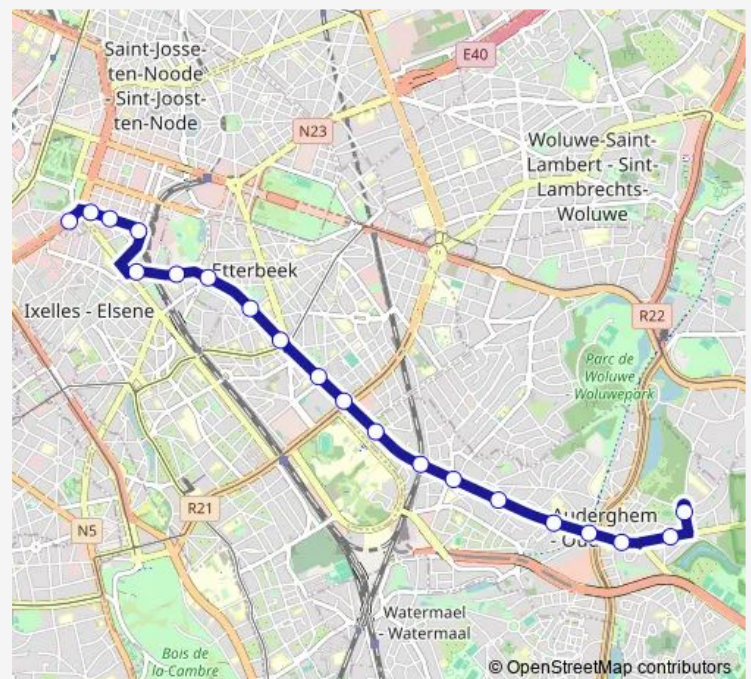 Saint-Josse-
ten-Noode
- Sint-Joost-
ten-Node
E40
N23
Woluwe-Saint-
Lambert - Sint-
Lambrechts-
Woluwe
Etterbeek
Ixelles - Elsene
R22
Parc de
Woluwe -
Woluwepark
R21
N5
Auderghem
Watermael
- Watermaal
Bois de
la Cambre
© OpenStreetMap contributors